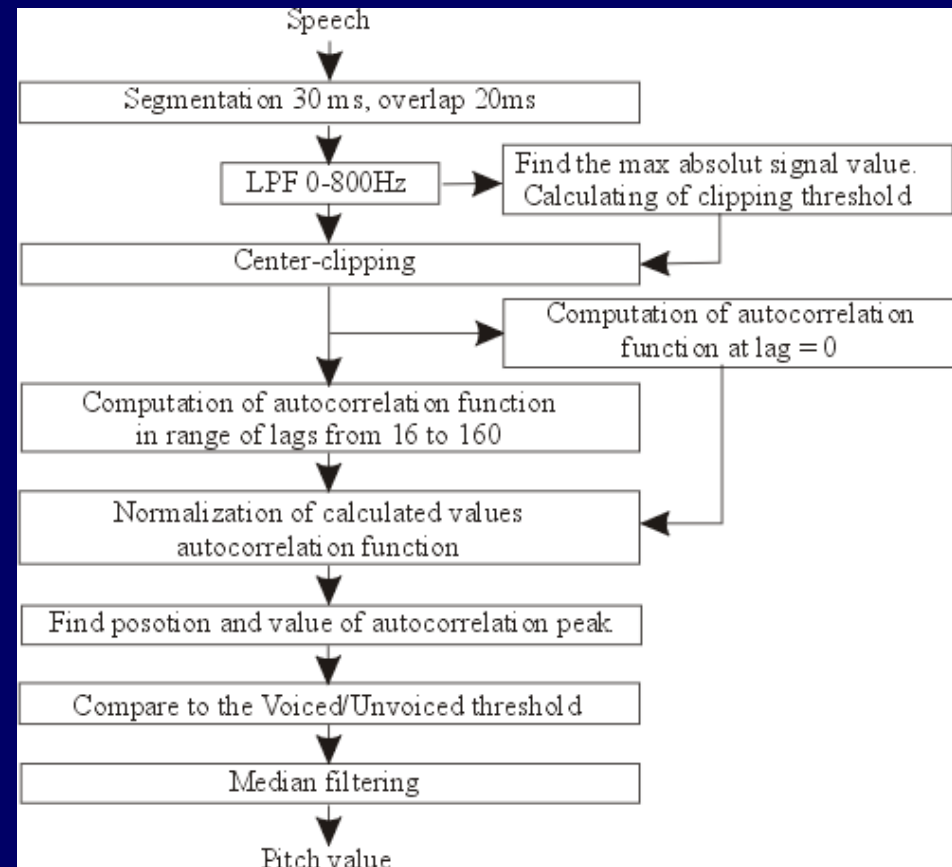 Speech
Segmentation 30 ms, overlap 20ms
LPF 0-800Hz
Find the max absolut signal value.
Calculating of clipping threshold
Center-clipping
Computation of autocorrelation
function at lag = 0
Computation of autocorrelation function
in range of lags from 16 to 160
Normalization of calculated values
autocorrelation function
Find posotion and value of autocorrelation peak.
Compare to the Voiced/Unvoiced threshold
Median filtering
Pitch value